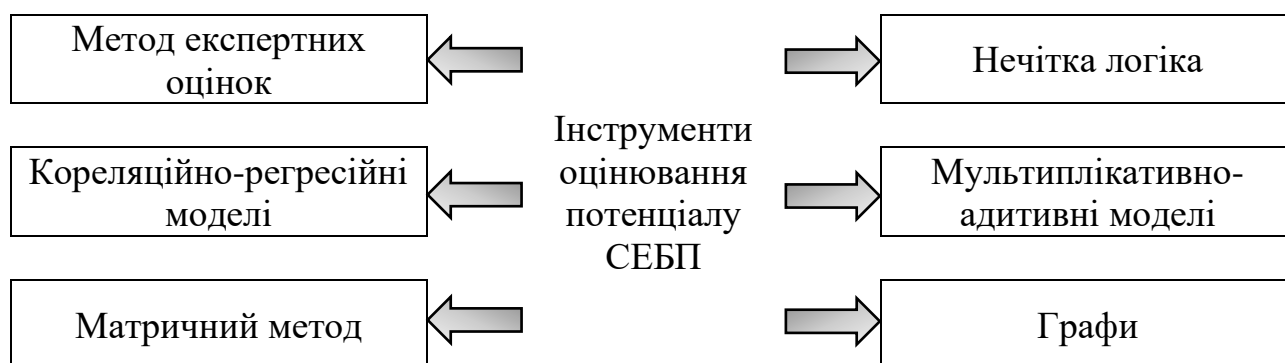 Метод експертних
оцінок
Кореляційно-регресійні
моделі
Матричний метод
Інструменти
оцінювання
потенціалу
СЕБП
Нечітка логіка
Мультиплікативно-
адитивні моделі
Графи